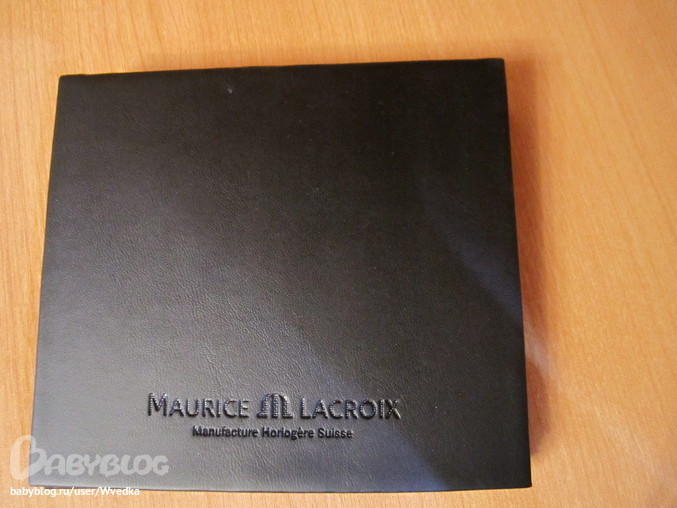 MAURICE M LACROIX
Manufacture Horlogère Suisse
BABYBLOG
babyblog.ru/user/Wvedka